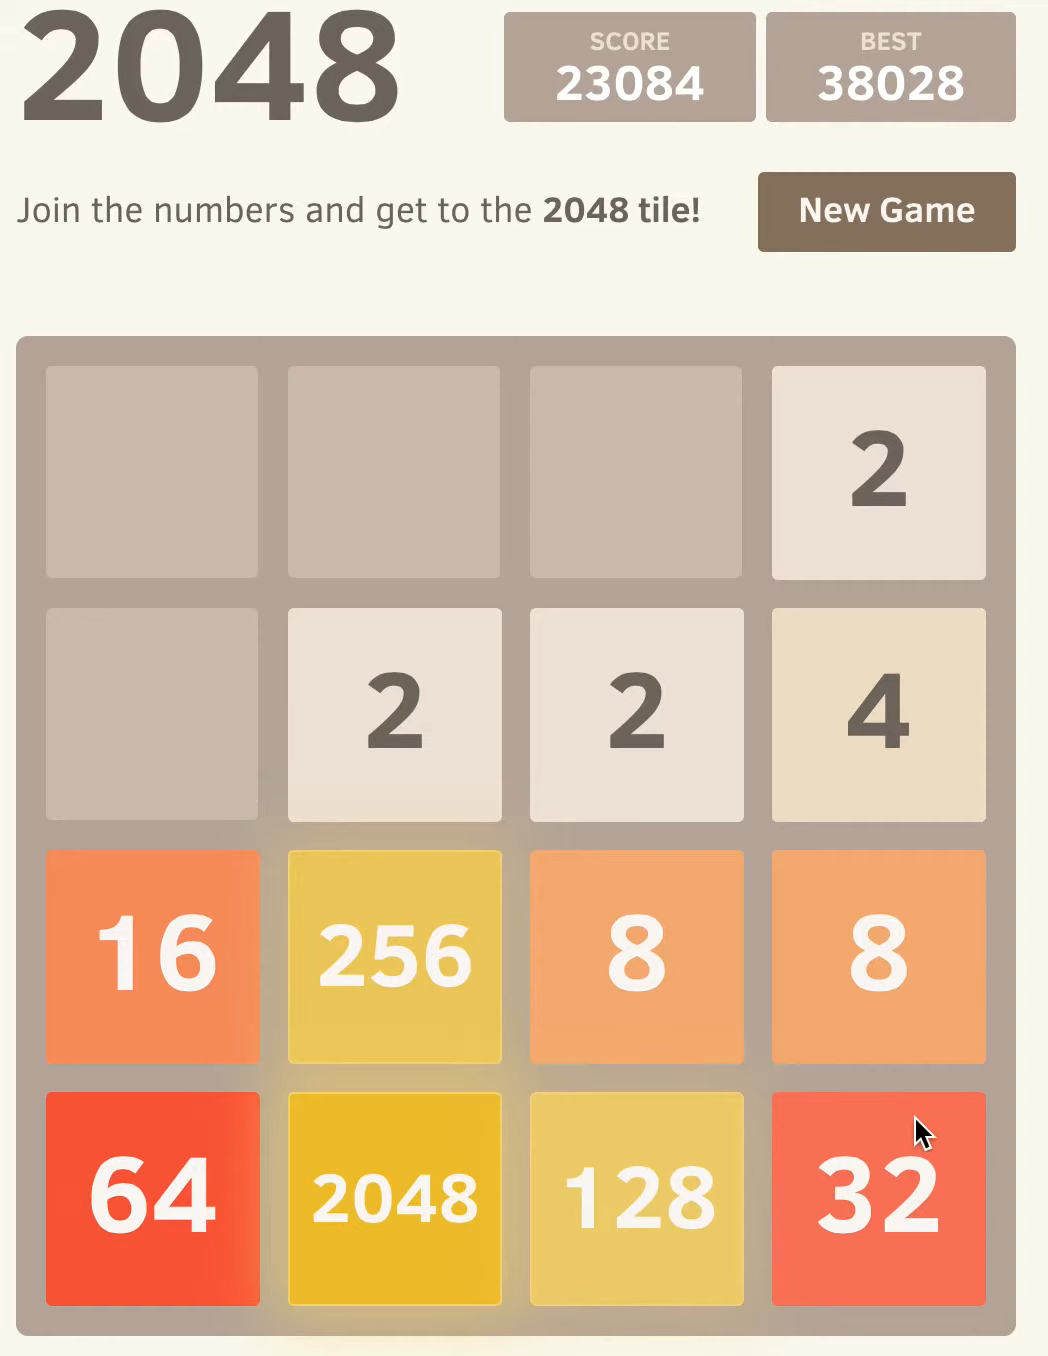 2048
SCORE
23084
BEST
38028
Join the numbers and get to the 2048 tile!
New Game
2
2 2 4
16 256 8 8
64 2048 128 32